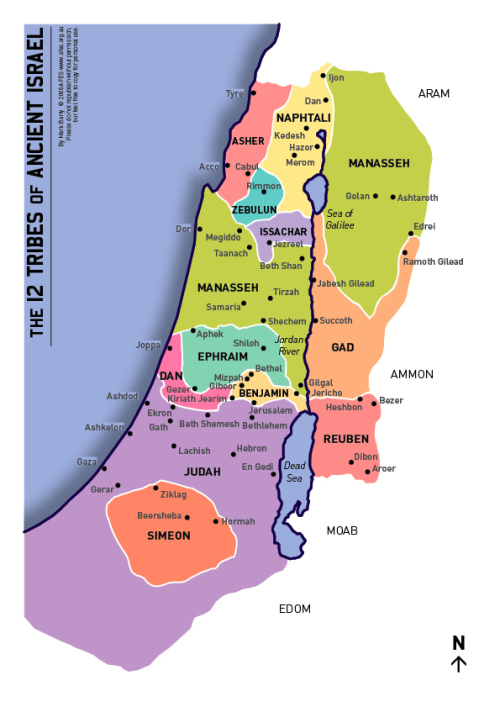 THE 12 TRIBES OF ANCIENT ISRAEL
By Mark Barry © 2008 AFES www.afes.org.au
Please do not republish without permission,
but feel free to copy for personal use.
Ijon
Tyre
ARAM
Dan
NAPHTALI
Kedesh
ASHER
Hazor
Merom
MANASSEH
Acco
Cabul
Rimmon
Golan
Ashtaroth
ZEBULUN
Sea of
Galilee
Dor
Megiddo
ISSACHAR
Edrei
Jezreel
Taanach
Beth Shan
Ramoth Gilead
MANASSEH
Jabesh Gilead
Tirzah
Samaria
Shechem
Succoth
Aphek
Joppa
Shiloh
Jordan
River
GAD
EPHRAIM
Bethel
DAN
Mizpah
AMMON
Gibeor
Gilgal
Gezer
BENJAMIN
Jericho
Kiriath Jearim
Ashdod
Bezer
Heshbon
Jerusalem
Ekron
Beth Shemesh
Bethlehem
Gath
Ashkelon
REUBEN
Lachish
Hebron
Dibon
Gaza
JUDAH
En Gedi
Dead
Sea
Aroer
Gerar
Ziklag
Beersheba
Hormah
SIMEON
MOAB
EDOM
N